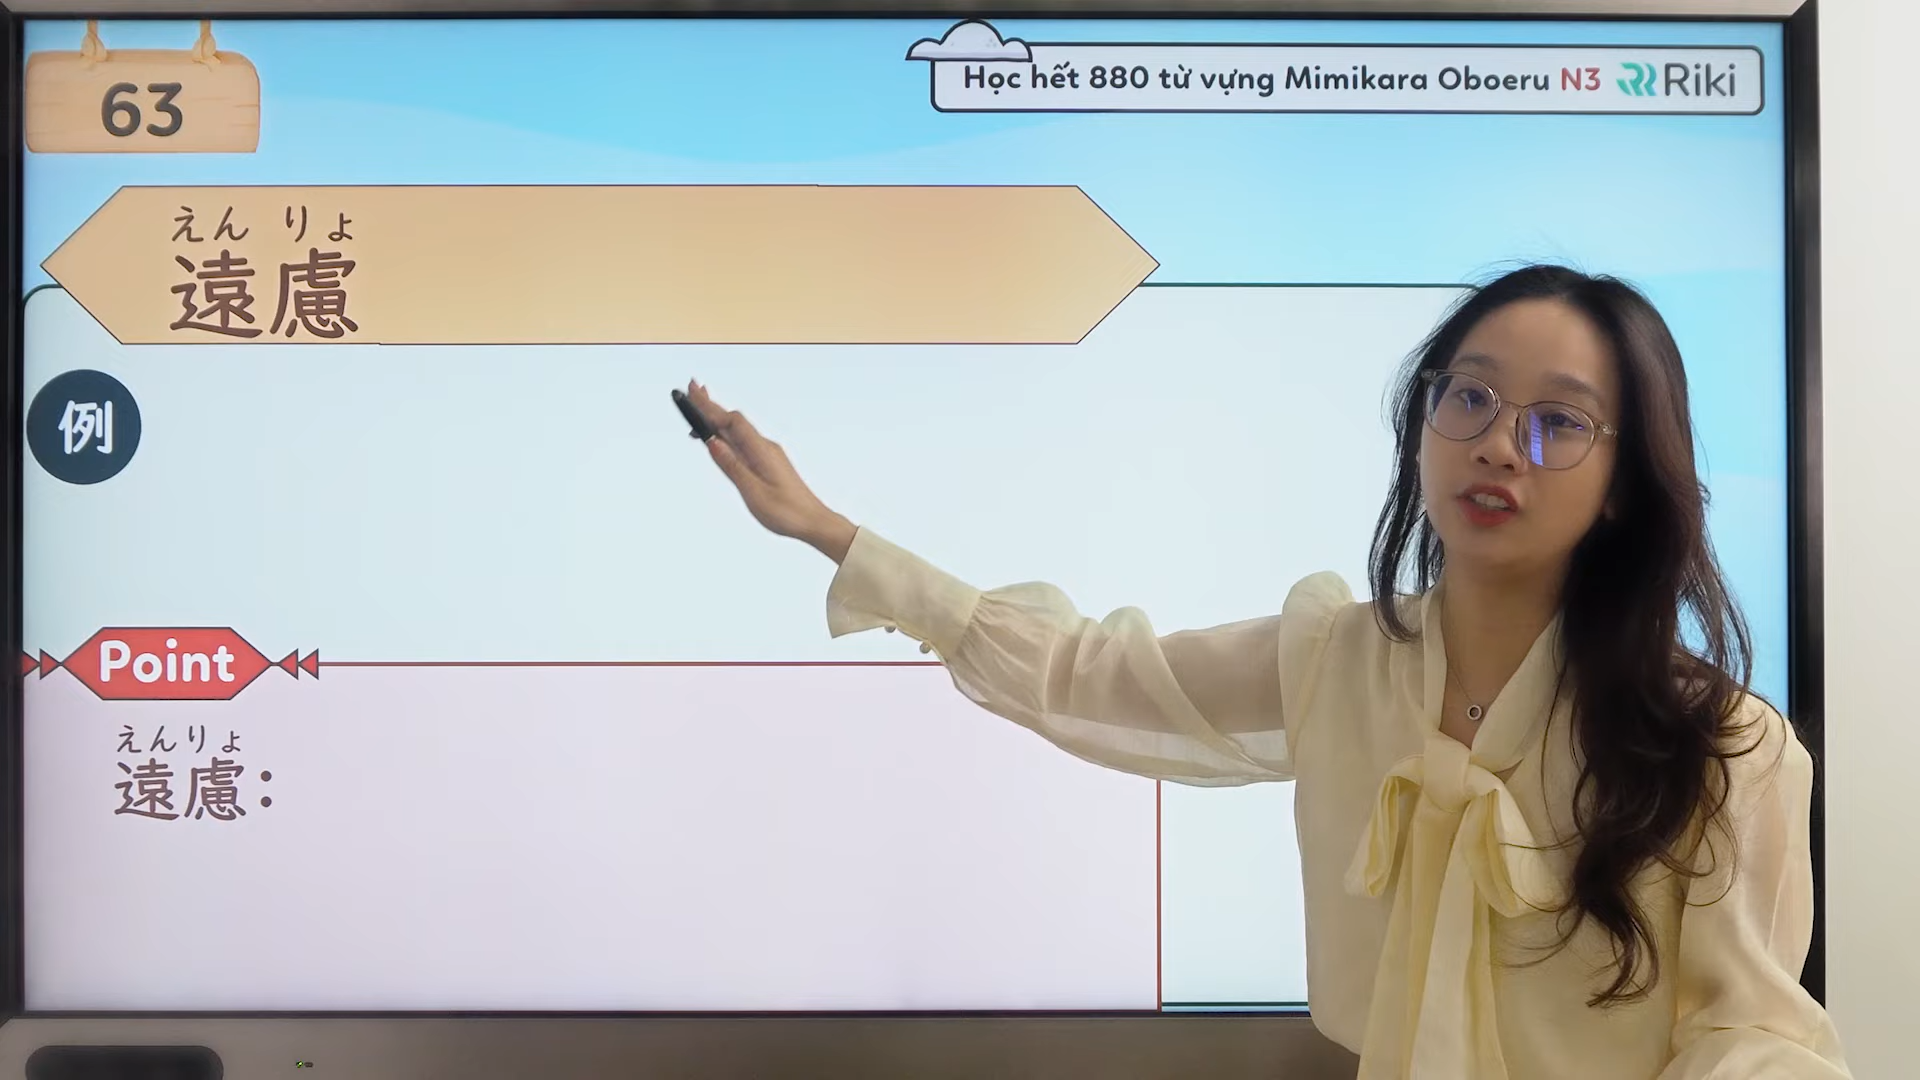 63
Học hết 880 từ vựng Mimikara Oboeru N3 Riki
えん りょ
遠慮
例
Point
えんりょ
遠慮: